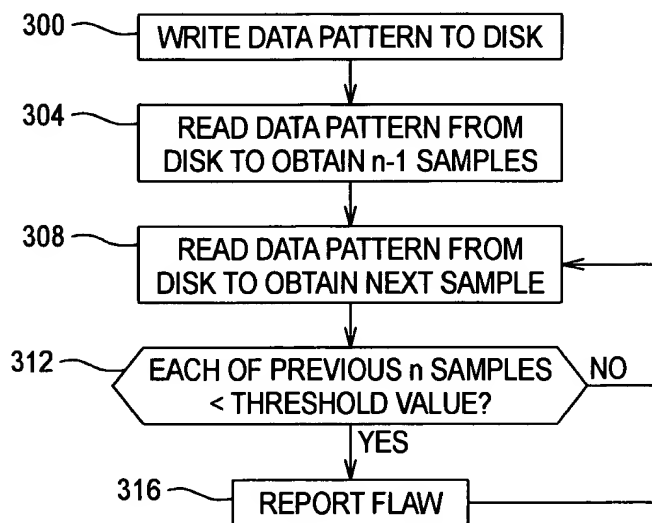 300
WRITE DATA PATTERN TO DISK
304
READ DATA PATTERN FROM
DISK TO OBTAIN n-1 SAMPLES
308
READ DATA PATTERN FROM
DISK TO OBTAIN NEXT SAMPLE
312
EACH OF PREVIOUS n SAMPLES
< THRESHOLD VALUE?
NO
YES
316
REPORT FLAW